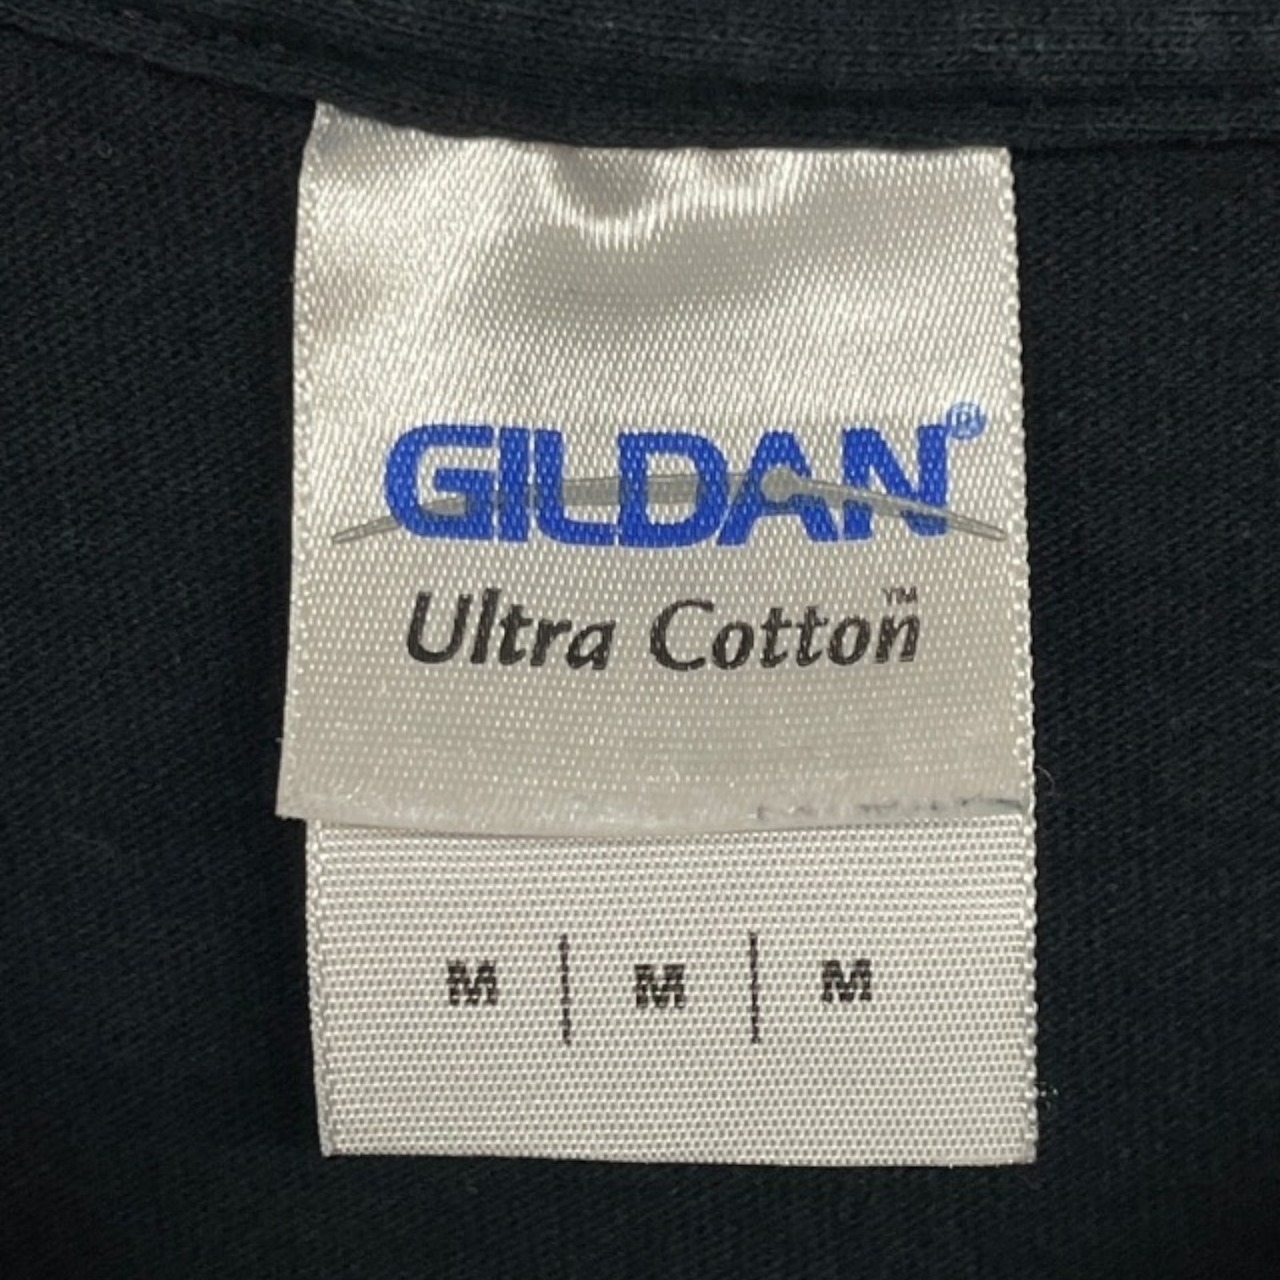 GILDAN®
Ultra Cotton™
M | M | M